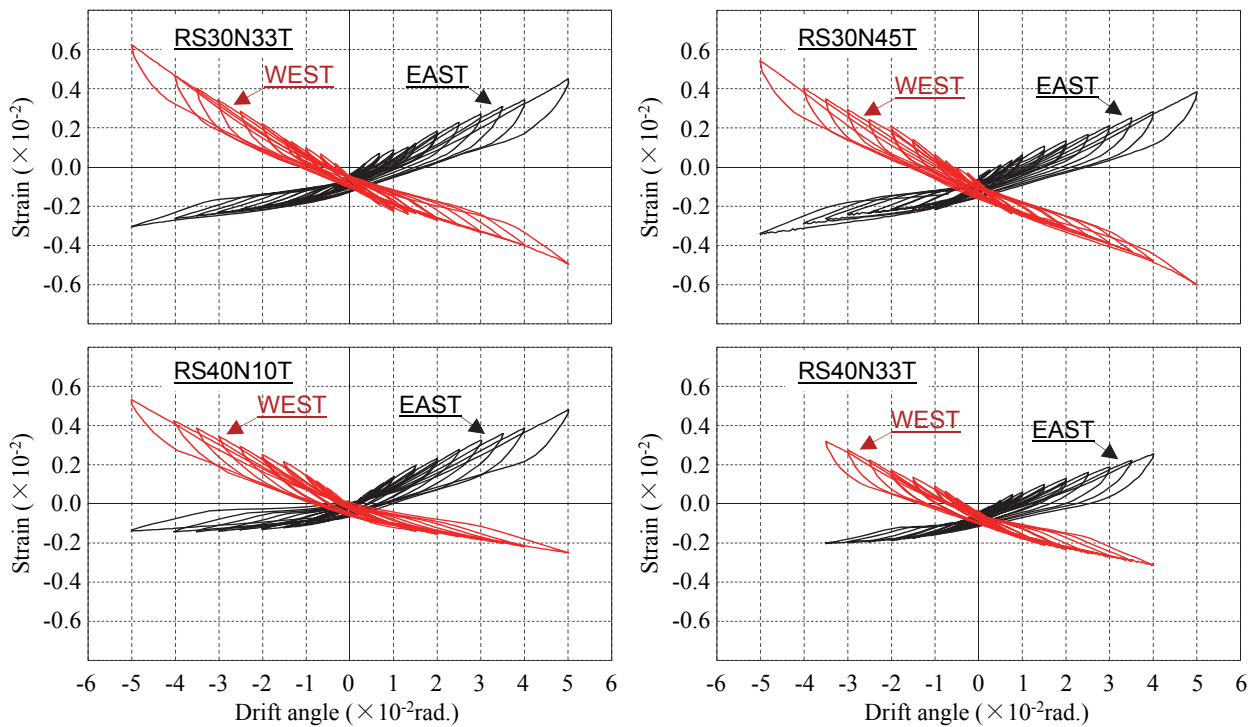 RS30N33T
WEST
EAST
0.6
0.4
0.2
0.0
-0.2
-0.4
-0.6
Strain (×10-2)
RS30N45T
WEST
EAST
0.6
0.4
0.2
0.0
-0.2
-0.4
-0.6
Strain (×10-2)
RS40N10T
WEST
EAST
0.6
0.4
0.2
0.0
-0.2
-0.4
-0.6
Strain (×10-2)
-6 -5 -4 -3 -2 -1 0 1 2 3 4 5 6
Drift angle (×10-2rad.)
RS40N33T
WEST
EAST
0.6
0.4
0.2
0.0
-0.2
-0.4
-0.6
Strain (×10-2)
-6 -5 -4 -3 -2 -1 0 1 2 3 4 5 6
Drift angle (×10-2rad.)